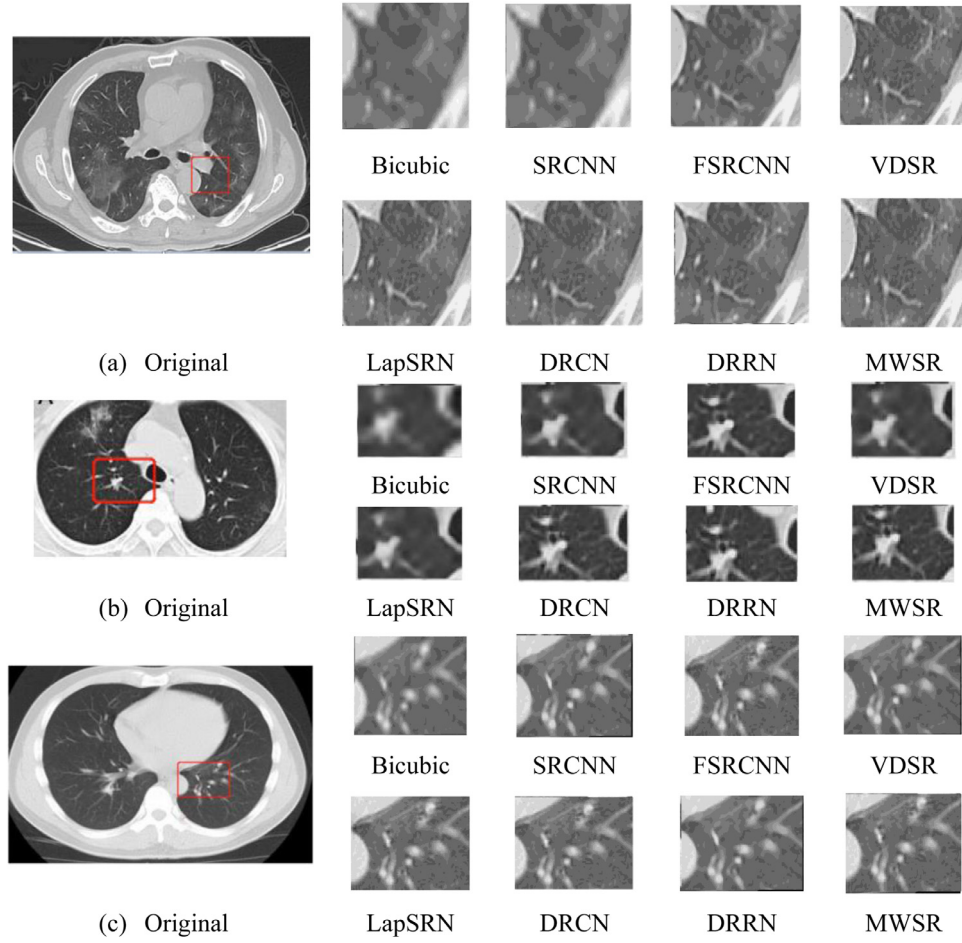 Bicubic SRCNN FSRCNN VDSR
(a) Original LapSRN DRCN DRRN MWSR
Bicubic SRCNN FSRCNN VDSR
(b) Original LapSRN DRCN DRRN MWSR
Bicubic SRCNN FSRCNN VDSR
(c) Original LapSRN DRCN DRRN MWSR